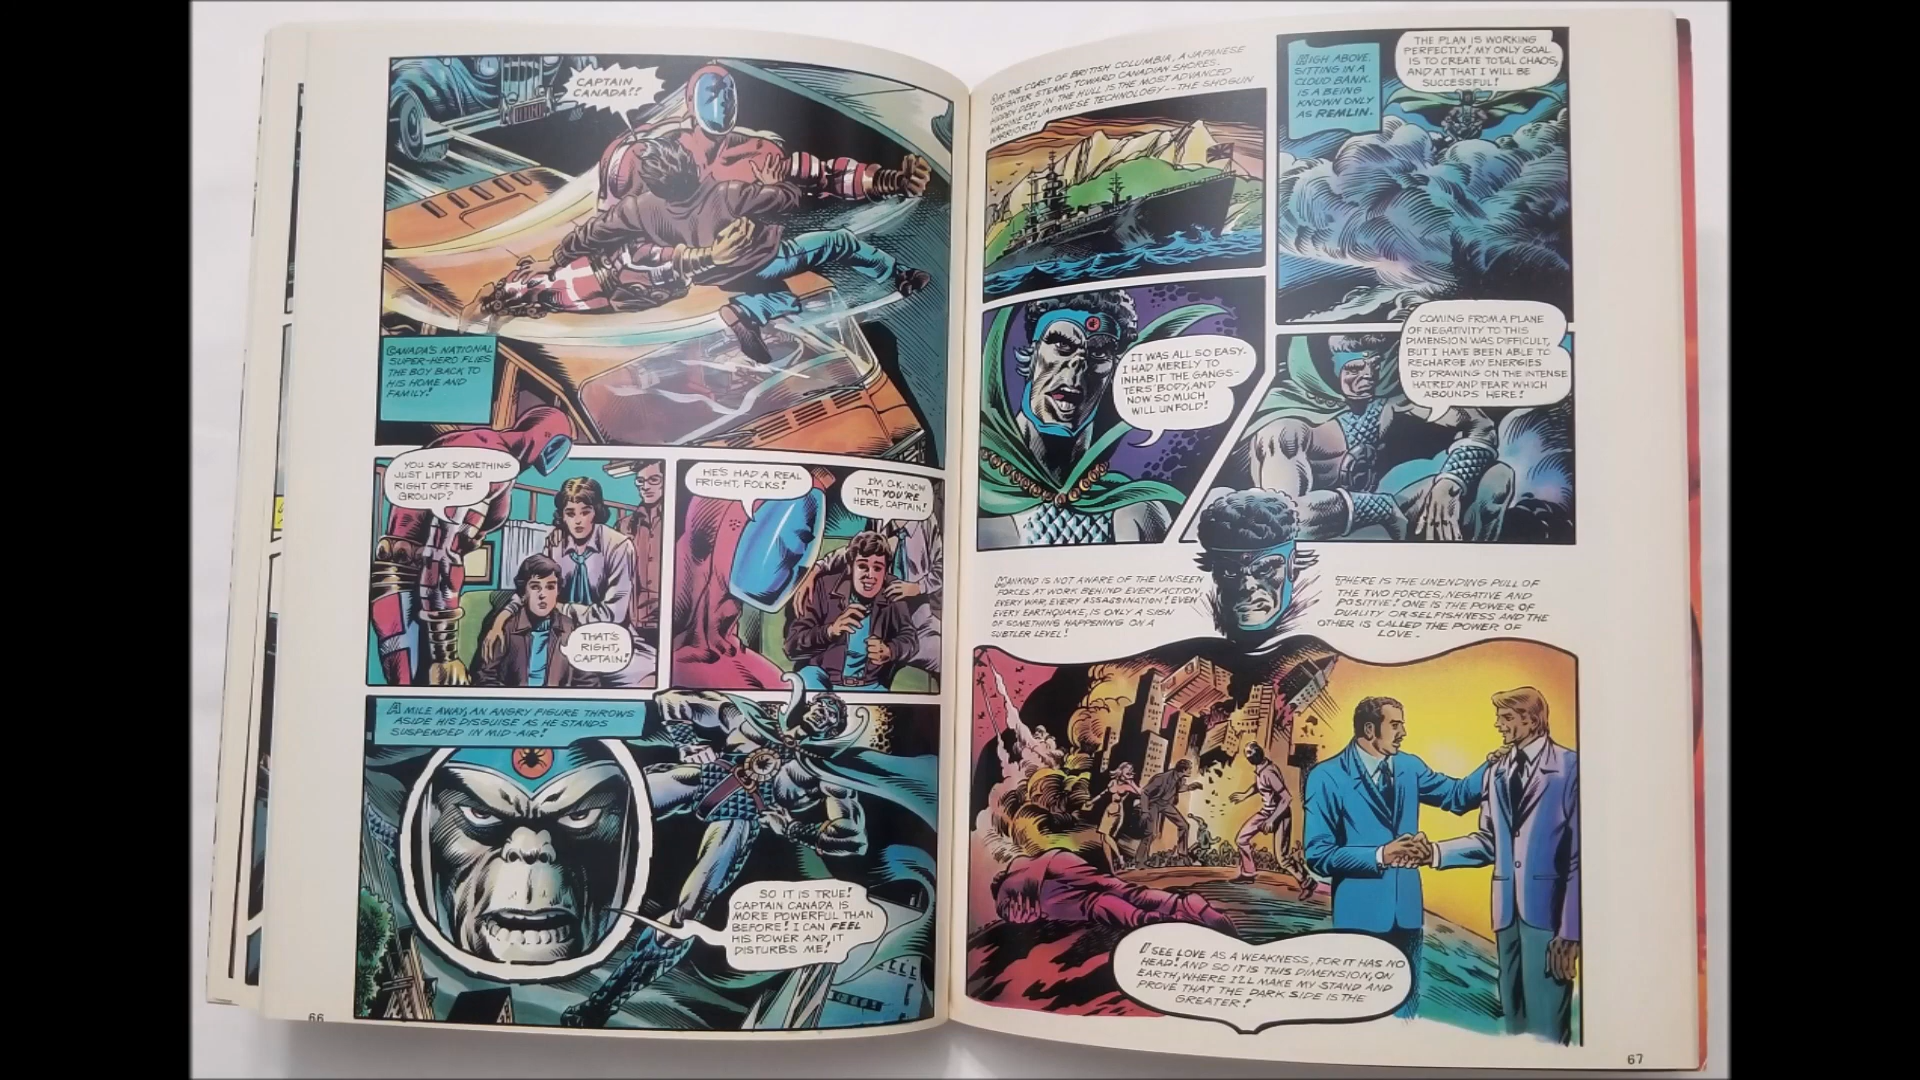 CAPTAIN
CANADA!!
CANADA'S NATIONAL
SUPER-HERO FLIES
THE BOY BACK TO
HIS HOME AND
FAMILY!
YOU SAY SOMETHING
JUST LIFTED YOU
RIGHT OFF THE
GROUND?
THAT'S
RIGHT,
CAPTAIN!
HE'S HAD A REAL
FRIGHT, FOLKS!
I'M O.K. NOW
THAT YOU'RE
HERE, CAPTAIN!
A MILE AWAY, AN ANGRY FIGURE THROWS
ASIDE HIS DISGUISE AS HE STANDS
SUSPENDED IN MID-AIR!
SO IT IS TRUE!
CAPTAIN CANADA IS
MORE POWERFUL THAN
BEFORE! I CAN FEEL
HIS POWER AND IT
DISTURBS ME!
66
OFF THE COAST OF BRITISH COLUMBIA, A JAPANESE
FREIGHTER STEAMS TOWARD CANADIAN SHORES.
HIDDEN DEEP IN THE HULL IS THE MOST ADVANCED
MACHINE OF JAPANESE TECHNOLOGY--THE SHOGUN
WARRIOR!!
HIGH ABOVE,
SITTING IN A
CLOUD BANK,
IS A BEING
KNOWN ONLY
AS REMLIN.
THE PLAN IS WORKING
PERFECTLY! MY ONLY GOAL
IS TO CREATE TOTAL CHAOS,
AND AT THAT I WILL BE
SUCCESSFUL!
IT WAS ALL SO EASY-
I HAD MERELY TO
INHABIT THE GANGS-
TERS' BODY, AND
NOW SO MUCH
WILL UNFOLD!
COMING FROM A PLANE
OF NEGATIVITY TO THIS
DIMENSION WAS DIFFICULT,
BUT I HAVE BEEN ABLE TO
RECHARGE MY ENERGIES
BY DRAWING ON THE INTENSE
HATRED AND FEAR WHICH
ABOUNDS HERE!
MANKIND IS NOT AWARE OF THE UNSEEN
FORCES AT WORK BEHIND EVERY ACTION,
EVERY WAR, EVERY ASSASSINATION! EVEN
EVERY EARTHQUAKE, IS ONLY A SIGN
OF SOMETHING HAPPENING ON A
SUBTLER LEVEL!
THERE IS THE UNENDING PULL OF
THE TWO FORCES, NEGATIVE AND
POSITIVE! ONE IS THE POWER OF
DUALITY OR SELFISHNESS AND THE
OTHER IS CALLED THE POWER OF
LOVE.
I SEE LOVE AS A WEAKNESS, FOR IT HAS NO
HEAD! AND SO IT IS THIS DIMENSION, ON
EARTH, WHERE I'LL MAKE MY STAND AND
PROVE THAT THE DARK SIDE IS THE
GREATER!
67